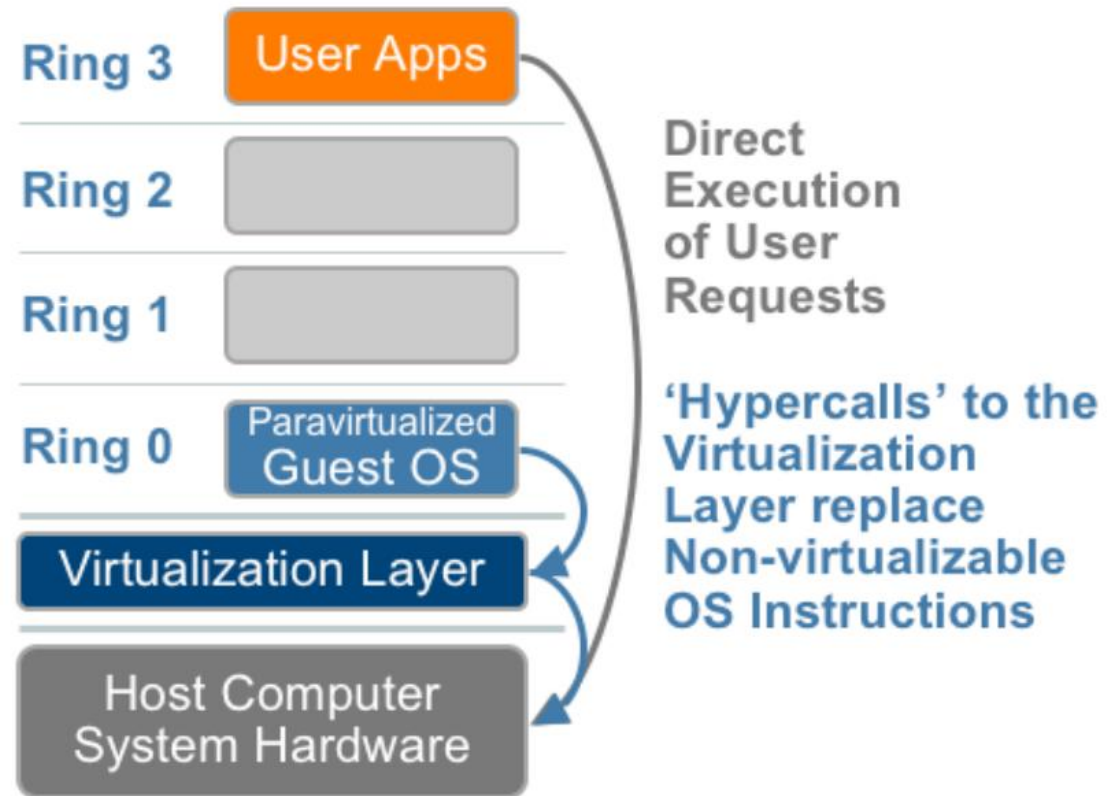 Ring 3
User Apps
Ring 2
Ring 1
Ring 0
Paravirtualized
Guest OS
Virtualization Layer
Host Computer
System Hardware
Direct
Execution
of User
Requests
‘Hypercalls’ to the
Virtualization
Layer replace
Non-virtualizable
OS Instructions